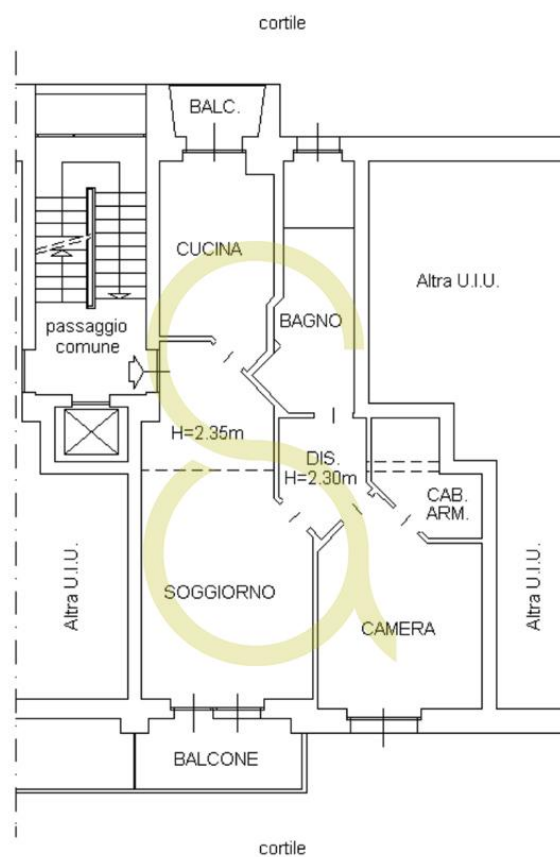 cortile
BALC.
CUCINA
Altra U.I.U.
BAGNO
passaggio
comune
H=2.35m
DIS.
H=2.30m
CAB.
ARM.
Altra U.I.U.
SOGGIORNO
Altra U.I.U.
CAMERA
BALCONE
cortile